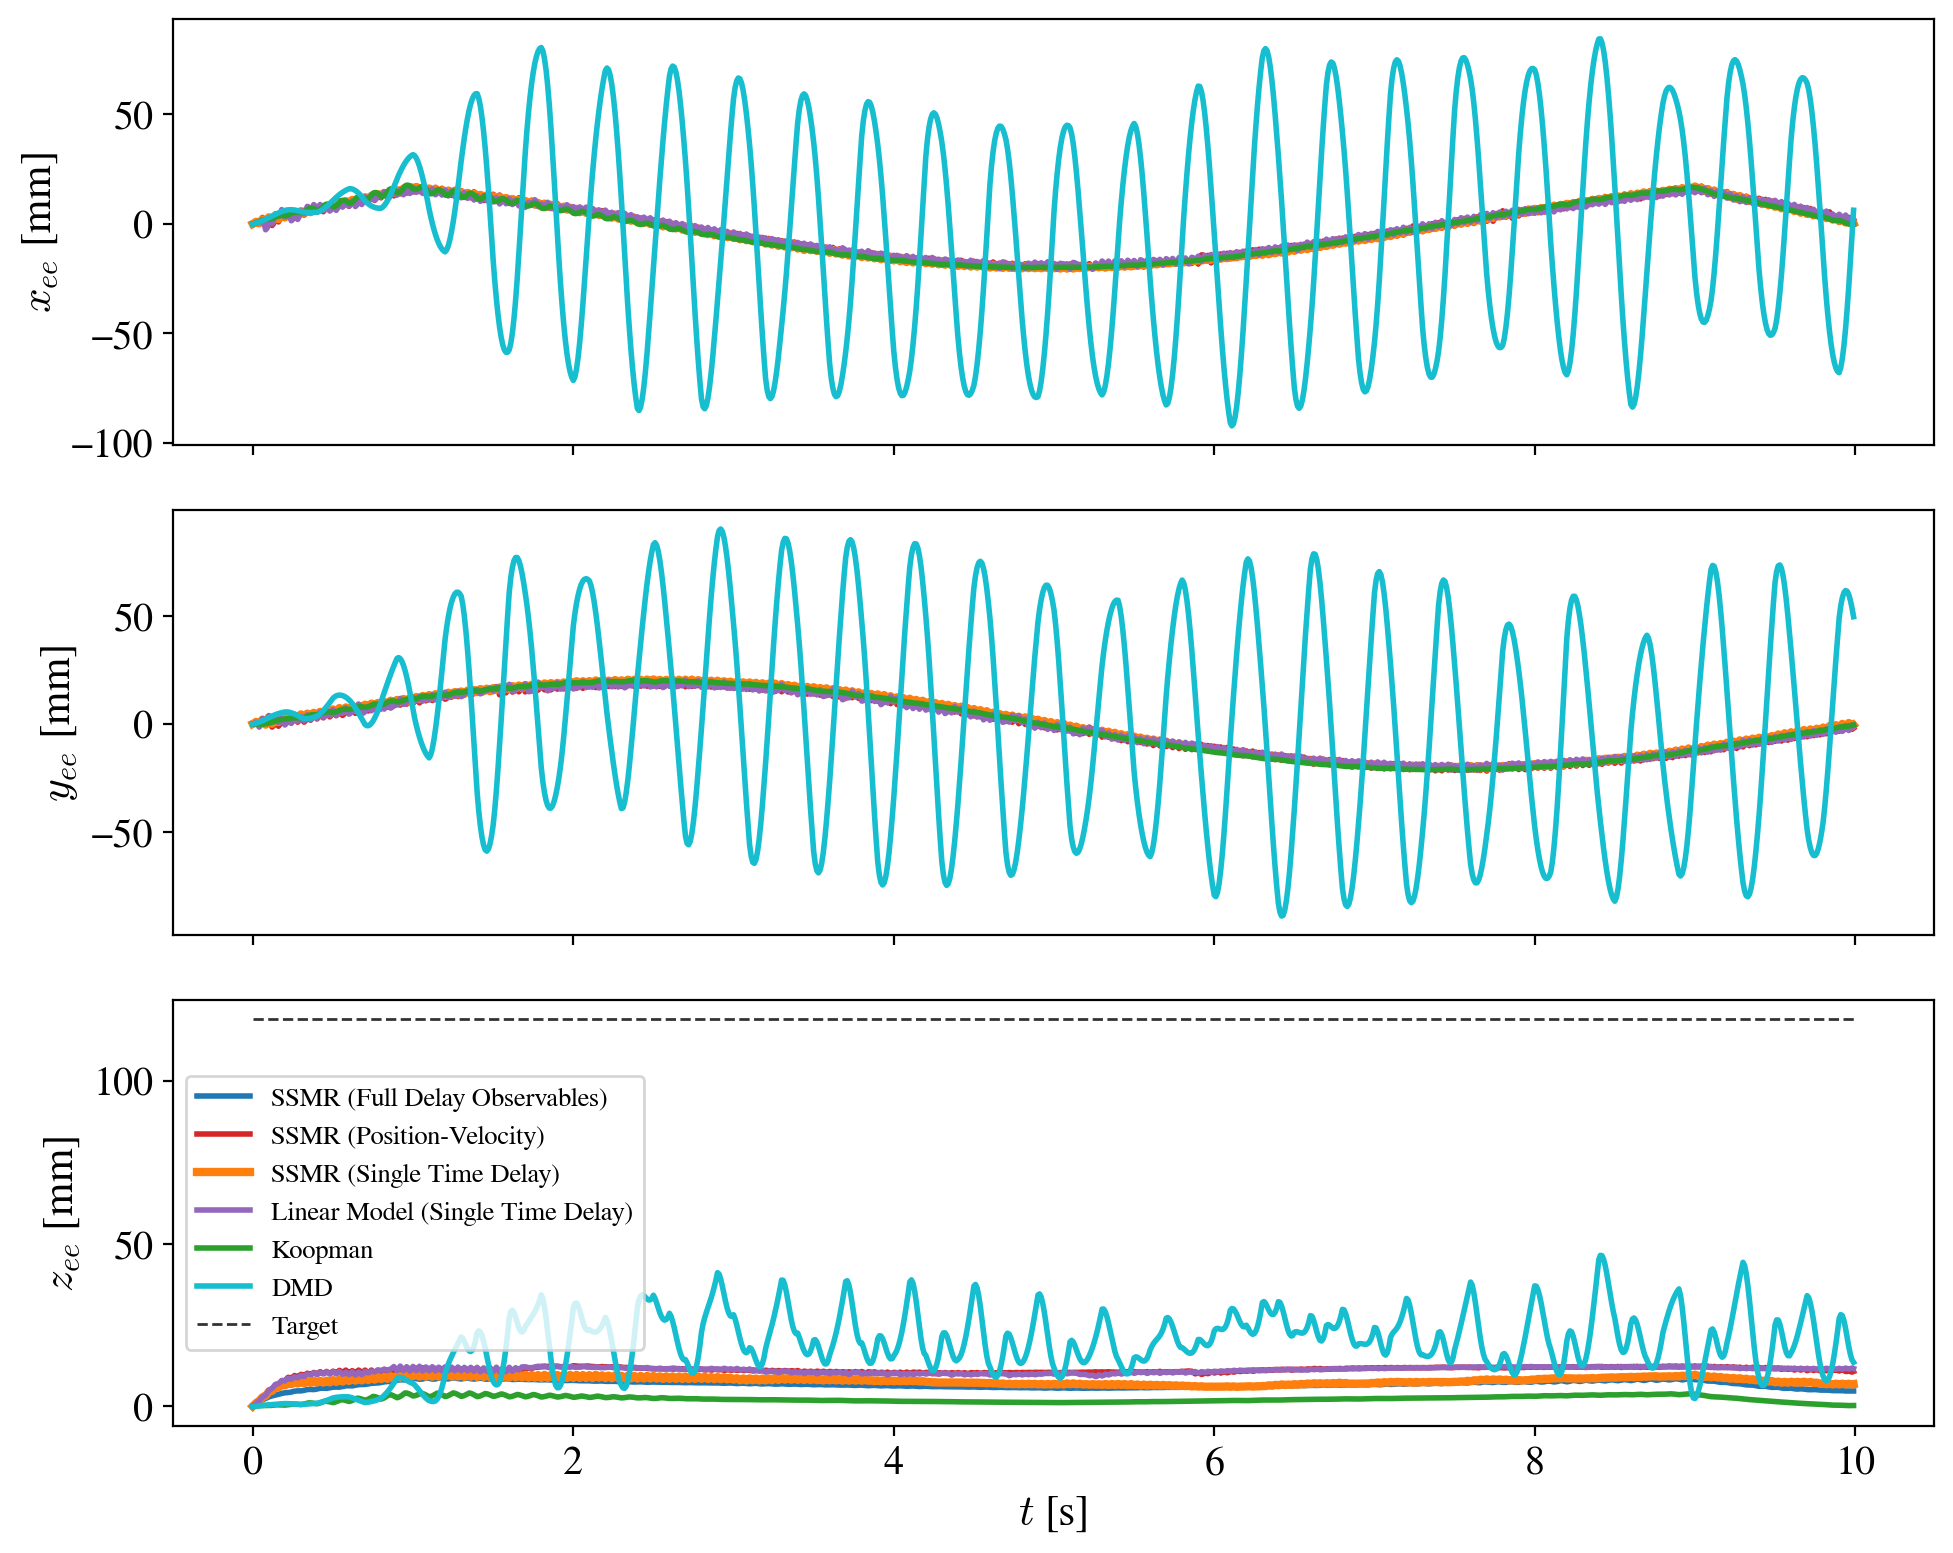 x_ee [mm]
50
0
−50
−100
y_ee [mm]
50
0
−50
z_ee [mm]
100
50
0
SSMR (Full Delay Observables)
SSMR (Position-Velocity)
SSMR (Single Time Delay)
Linear Model (Single Time Delay)
Koopman
DMD
Target
0 2 4 6 8 10
t [s]